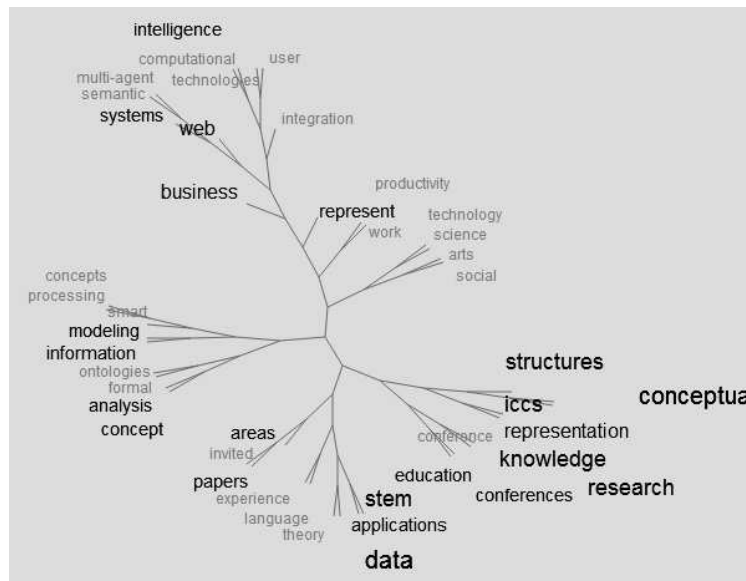 intelligence
computational
user
technologies
multi-agent
semantic
systems
web
integration
business
productivity
represent
work
technology
science
arts
social
concepts
processing
smart
modeling
information
ontologies
formal
analysis
concept
structures
conceptua
iccs
representation
areas
conference
invited
knowledge
education
papers
research
experience
stem
conferences
language
applications
theory
data